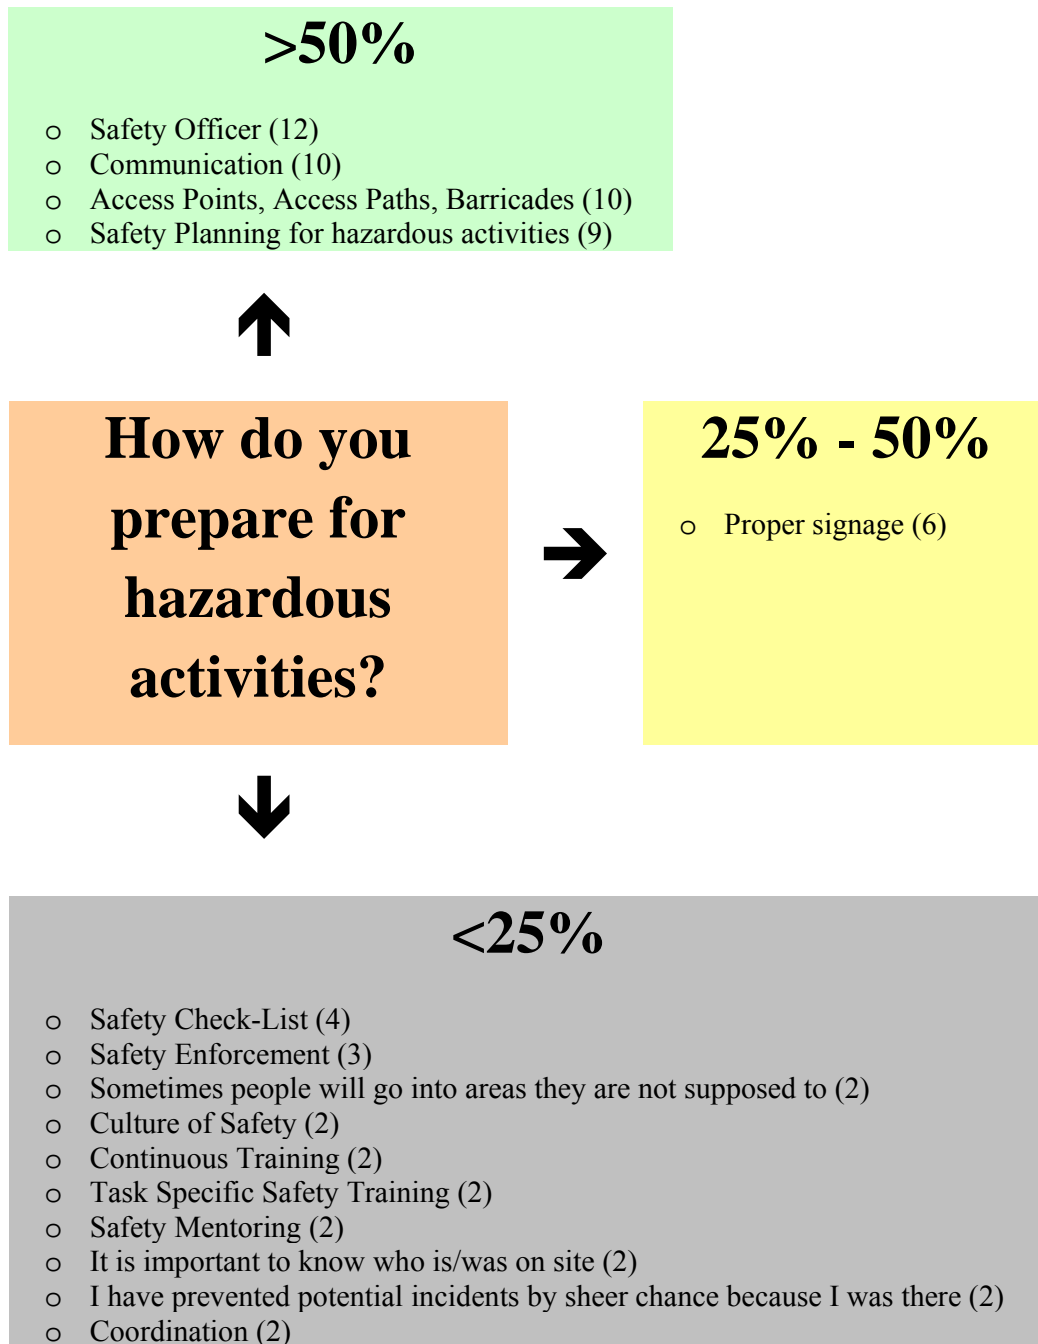 >50%
o Safety Officer (12)
o Communication (10)
o Access Points, Access Paths, Barricades (10)
o Safety Planning for hazardous activities (9)
How do you
prepare for
hazardous
activities?
25% - 50%
o Proper signage (6)
<25%
o Safety Check-List (4)
o Safety Enforcement (3)
o Sometimes people will go into areas they are not supposed to (2)
o Culture of Safety (2)
o Continuous Training (2)
o Task Specific Safety Training (2)
o Safety Mentoring (2)
o It is important to know who is/was on site (2)
o I have prevented potential incidents by sheer chance because I was there (2)
o Coordination (2)